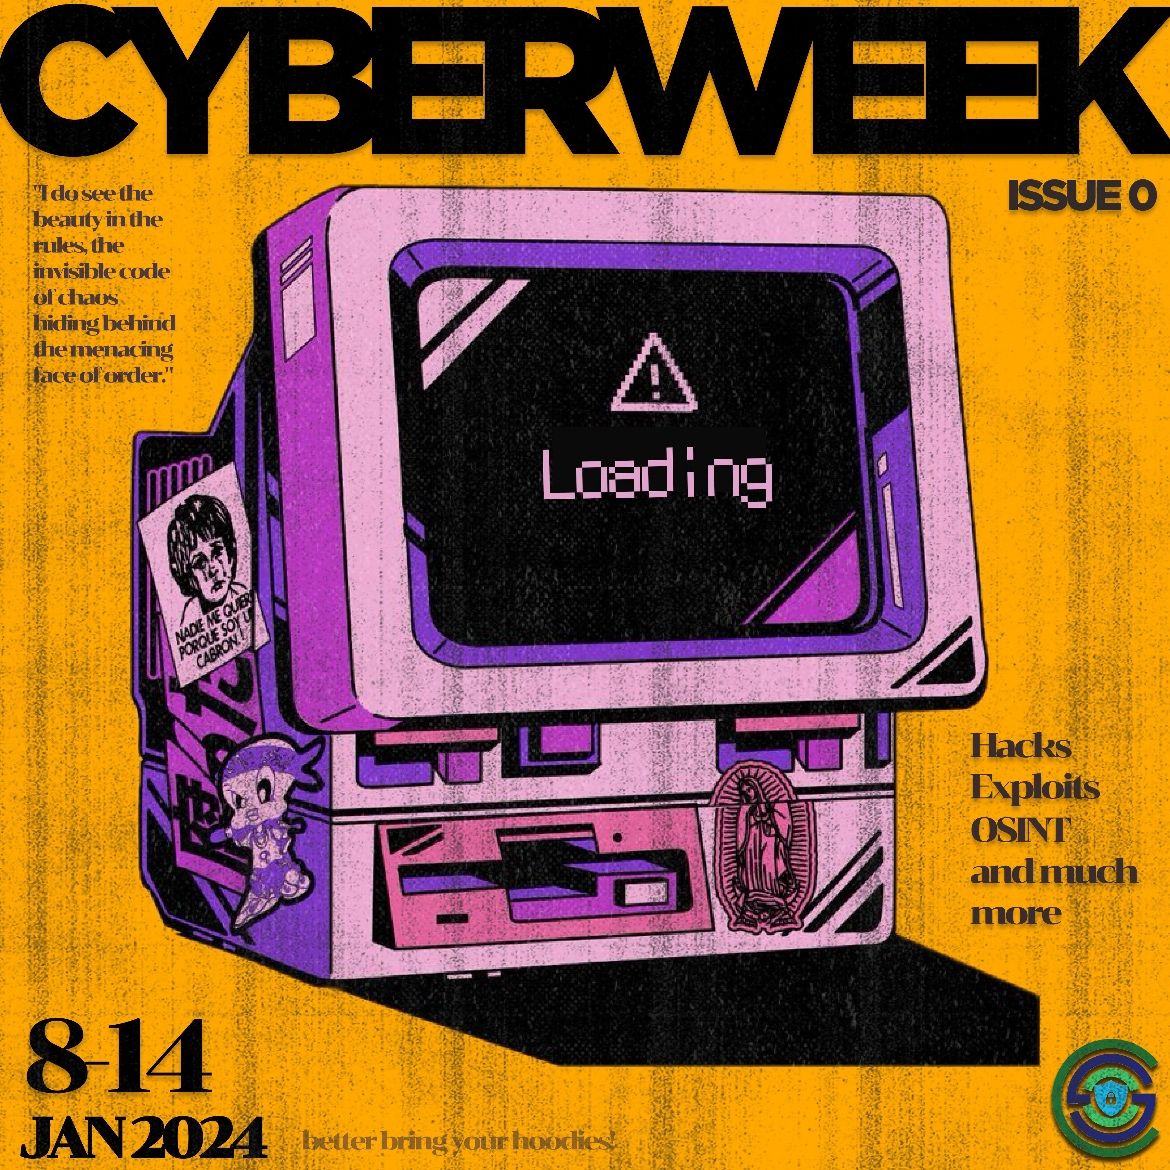 CYBERWEEK
ISSUE 0
"I do see the
beauty in the
rules, the
invisible code
of chaos
hiding behind
the menacing
face of order."
Loading
NADIE ME QUIER
PORQUE SOY U
CABRON.!
Hacks
Exploits
OSINT
and much
more
8-14
JAN 2024
better bring your hoodies!